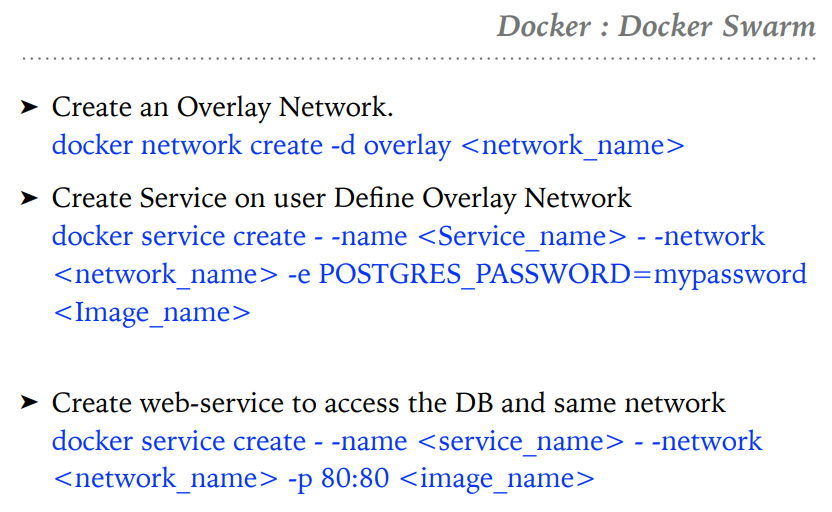 Docker : Docker Swarm
➤ Create an Overlay Network.
docker network create -d overlay <network_name>
➤ Create Service on user Define Overlay Network
docker service create - -name <Service_name> - -network
<network_name> -e POSTGRES_PASSWORD=mypassword
<Image_name>
➤ Create web-service to access the DB and same network
docker service create - -name <service_name> - -network
<network_name> -p 80:80 <image_name>